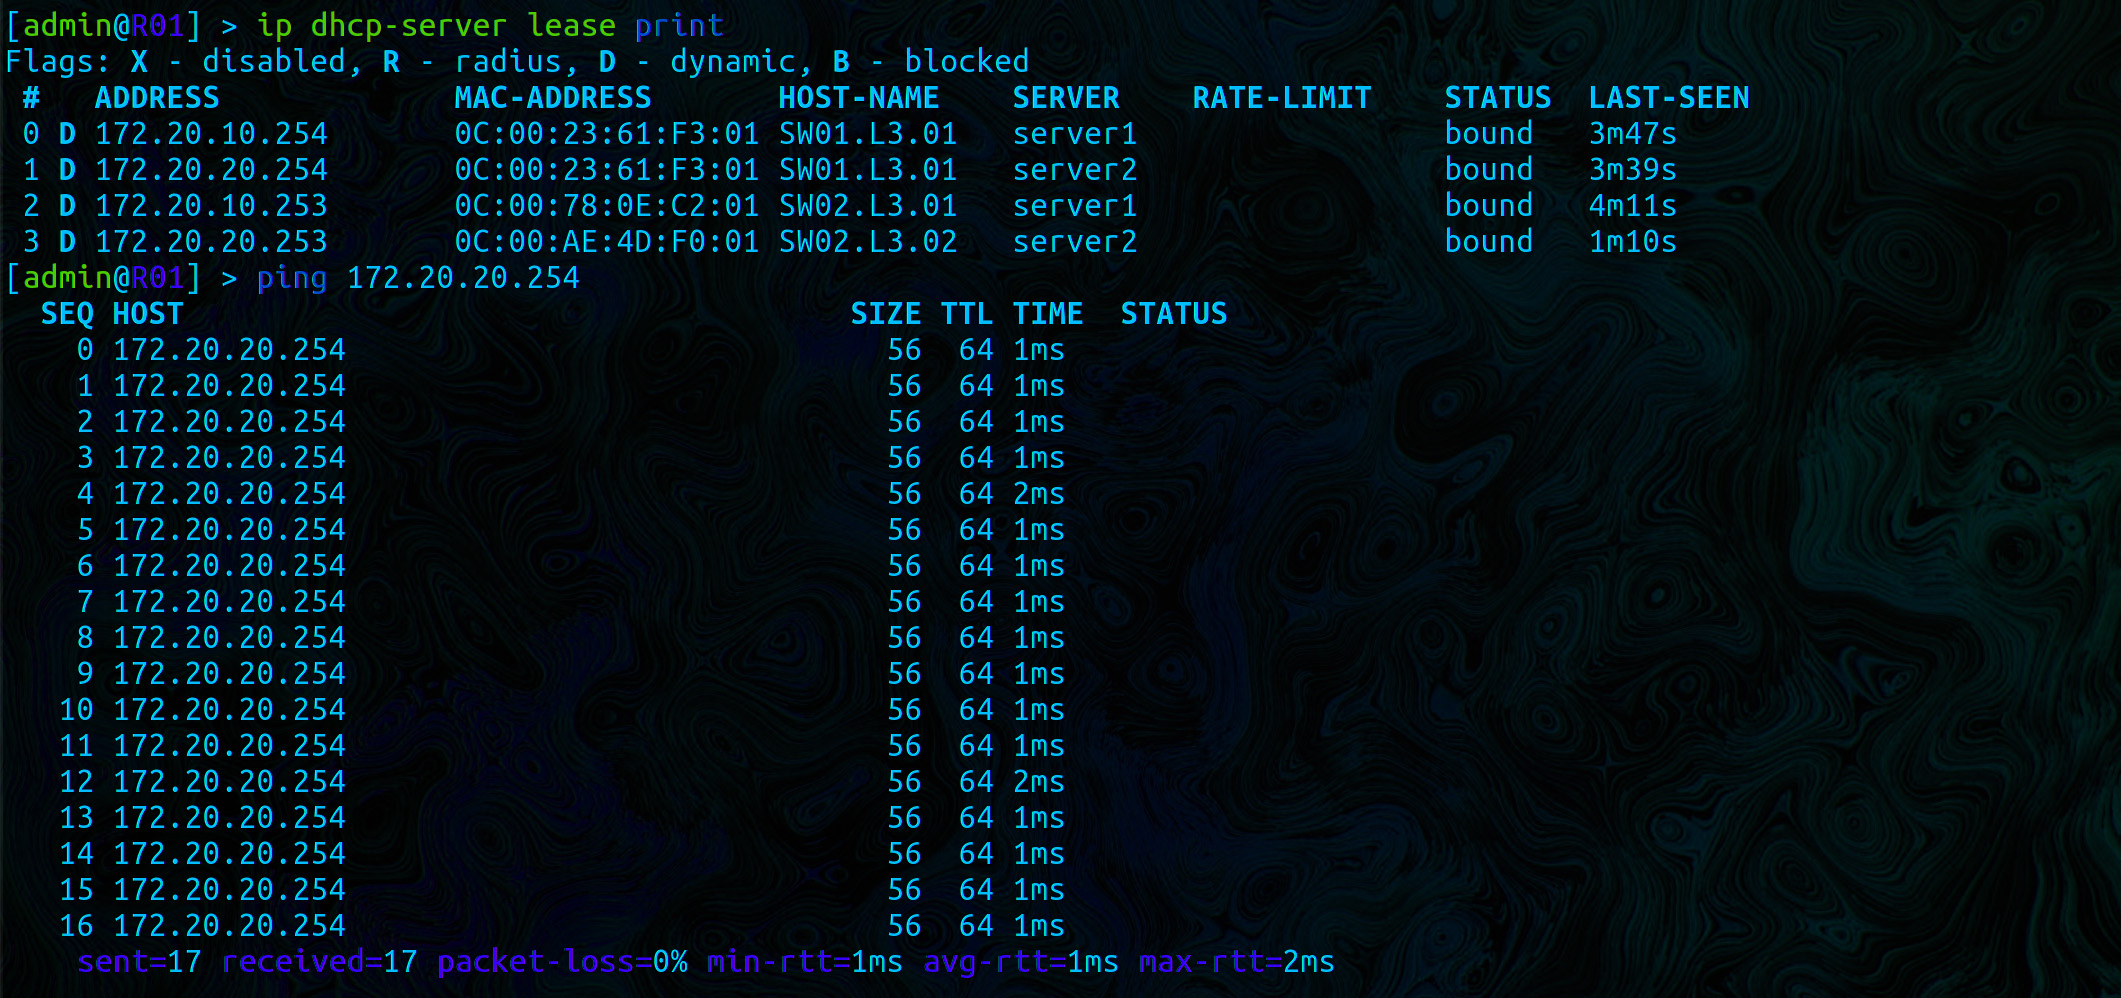 [admin@R01] > ip dhcp-server lease print
Flags: X - disabled, R - radius, D - dynamic, B - blocked
 #   ADDRESS             MAC-ADDRESS       HOST-NAME    SERVER    RATE-LIMIT    STATUS  LAST-SEEN
 0 D 172.20.10.254       0C:00:23:61:F3:01 SW01.L3.01   server1                 bound   3m47s
 1 D 172.20.20.254       0C:00:23:61:F3:01 SW01.L3.01   server2                 bound   3m39s
 2 D 172.20.10.253       0C:00:78:0E:C2:01 SW02.L3.01   server1                 bound   4m11s
 3 D 172.20.20.253       0C:00:AE:4D:F0:01 SW02.L3.02   server2                 bound   1m10s
[admin@R01] > ping 172.20.20.254
  SEQ HOST                                     SIZE TTL TIME  STATUS
    0 172.20.20.254                              56  64 1ms
    1 172.20.20.254                              56  64 1ms
    2 172.20.20.254                              56  64 1ms
    3 172.20.20.254                              56  64 1ms
    4 172.20.20.254                              56  64 2ms
    5 172.20.20.254                              56  64 1ms
    6 172.20.20.254                              56  64 1ms
    7 172.20.20.254                              56  64 1ms
    8 172.20.20.254                              56  64 1ms
    9 172.20.20.254                              56  64 1ms
   10 172.20.20.254                              56  64 1ms
   11 172.20.20.254                              56  64 1ms
   12 172.20.20.254                              56  64 2ms
   13 172.20.20.254                              56  64 1ms
   14 172.20.20.254                              56  64 1ms
   15 172.20.20.254                              56  64 1ms
   16 172.20.20.254                              56  64 1ms
    sent=17 received=17 packet-loss=0% min-rtt=1ms avg-rtt=1ms max-rtt=2ms